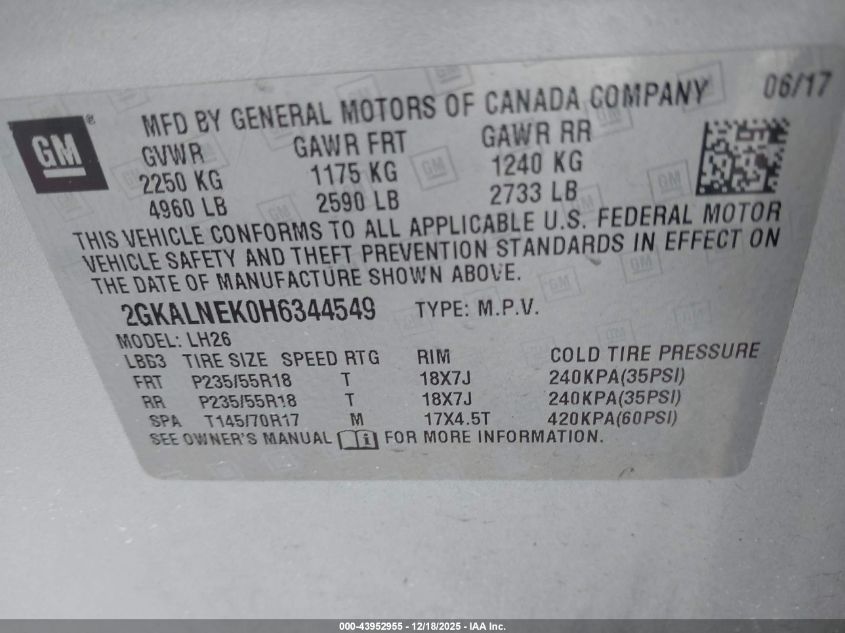 06/17
MFD BY GENERAL MOTORS OF CANADA COMPANY
GM®
GVWR GAWR FRT GAWR RR
2250 KG 1175 KG 1240 KG
4960 LB 2590 LB 2733 LB
THIS VEHICLE CONFORMS TO ALL APPLICABLE U.S. FEDERAL MOTOR
VEHICLE SAFETY AND THEFT PREVENTION STANDARDS IN EFFECT ON
THE DATE OF MANUFACTURE SHOWN ABOVE.
2GKALNEK0H6344549 TYPE: M.P.V.
MODEL: LH26
TIRE SIZE SPEED RTG RIM COLD TIRE PRESSURE
FRT P235/55R18 T 18X7J 240KPA(35PSI)
RR P235/55R18 T 18X7J 240KPA(35PSI)
SPA T145/70R17 M 17X4.5T 420KPA(60PSI)
SEE OWNER'S MANUAL FOR MORE INFORMATION.
000-43952955 - 12/18/2025 - IAA Inc.